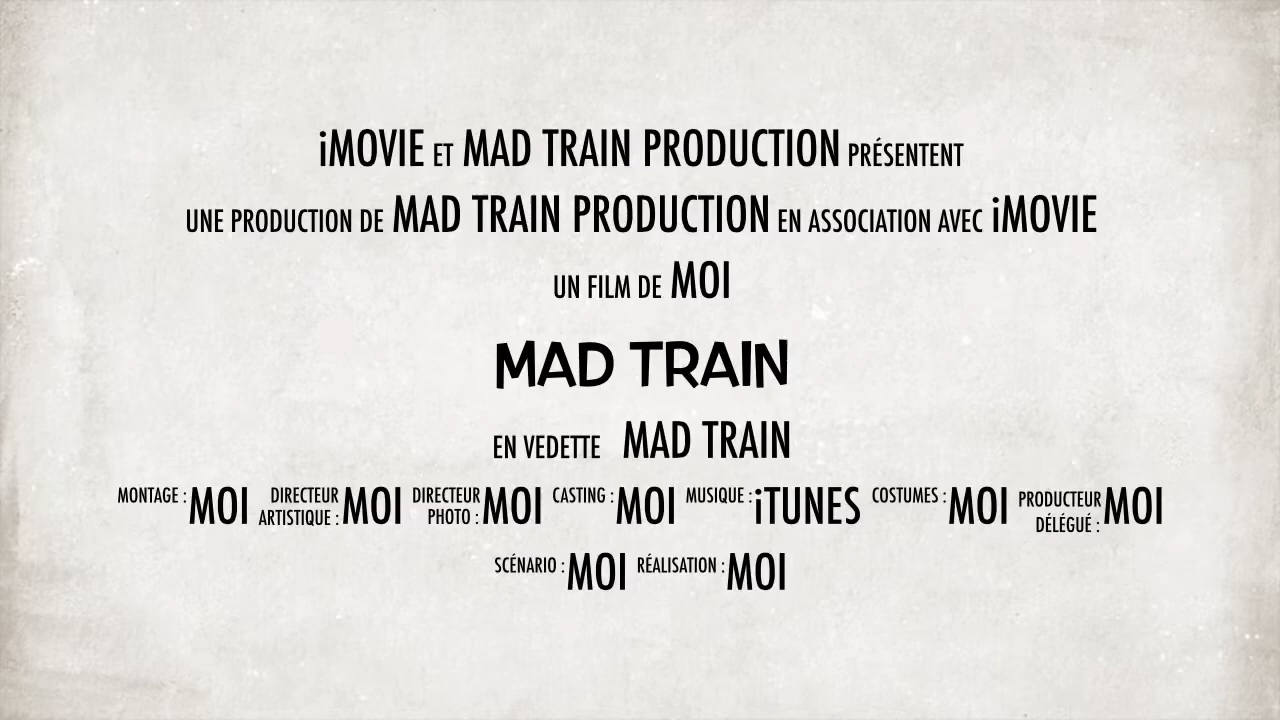 iMOVIE ET MAD TRAIN PRODUCTION PRÉSENTENT
UNE PRODUCTION DE MAD TRAIN PRODUCTION EN ASSOCIATION AVEC iMOVIE
UN FILM DE MOI
MAD TRAIN
EN VEDETTE MAD TRAIN
MONTAGE : MOI DIRECTEUR ARTISTIQUE : MOI DIRECTEUR PHOTO : MOI CASTING : MOI MUSIQUE : iTUNES COSTUMES : MOI PRODUCTEUR DÉLÉGUÉ : MOI
SCÉNARIO : MOI RÉALISATION : MOI